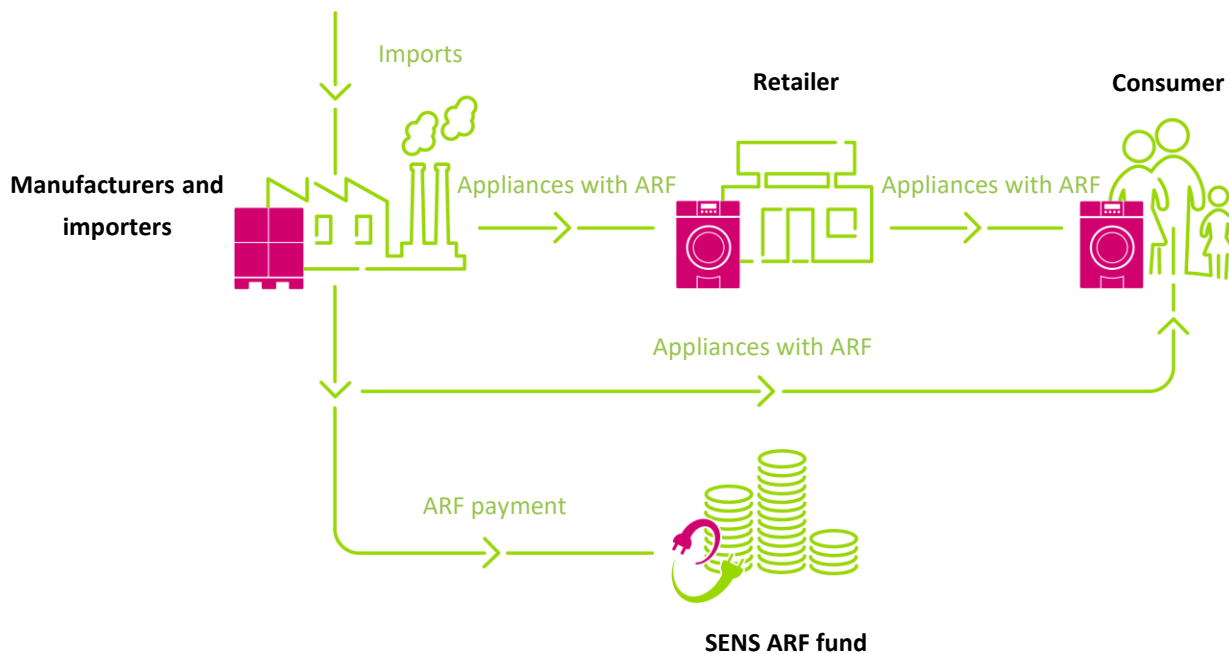 Imports
Retailer
Consumer
Manufacturers and
importers
Appliances with ARF
Appliances with ARF
Appliances with ARF
ARF payment
SENS ARF fund